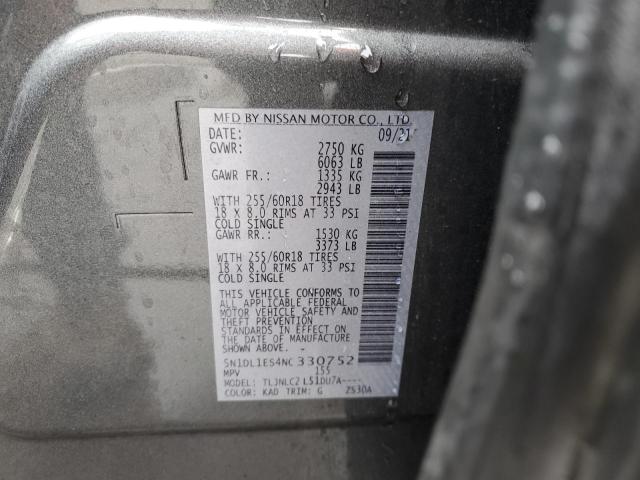 MFD BY NISSAN MOTOR CO., LTD.
DATE: 09/21
GVWR: 2750 KG
6063 LB
GAWR FR.: 1335 KG
2943 LB
WITH 255/60R18 TIRES
18 X 8.0 RIMS AT 33 PSI
COLD SINGLE
GAWR RR.: 1530 KG
3373 LB
WITH 255/60R18 TIRES
18 X 8.0 RIMS AT 33 PSI
COLD SINGLE
THIS VEHICLE CONFORMS TO
ALL APPLICABLE FEDERAL
MOTOR VEHICLE SAFETY AND
THEFT PREVENTION
STANDARDS IN EFFECT ON
THE DATE OF MANUFACTURE
SHOWN ABOVE.
5N1DL1ES4NC 330752
MPV 155
MODEL: TLJNLC2 L51DU7A----
COLOR: KAD TRIM: G ZS30A